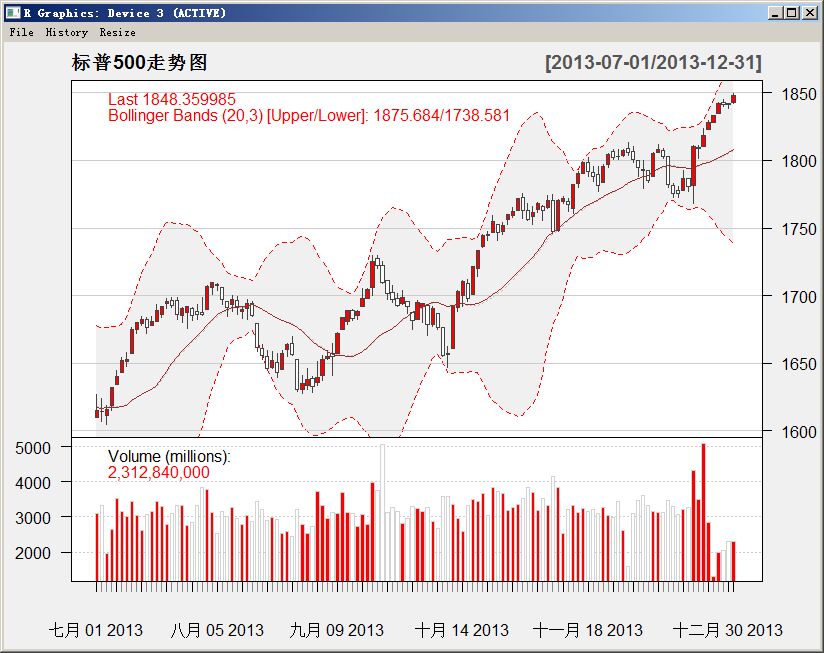 R Graphics: Device 3 (ACTIVE)
File History Resize
标普500走势图 [2013-07-01/2013-12-31]
Last 1848.359985
Bollinger Bands (20,3) [Upper/Lower]: 1875.684/1738.581
1850
1800
1750
1700
1650
1600
Volume (millions):
2,312,840,000
5000
4000
3000
2000
七月 01 2013 八月 05 2013 九月 09 2013 十月 14 2013 十一月 18 2013 十二月 30 2013